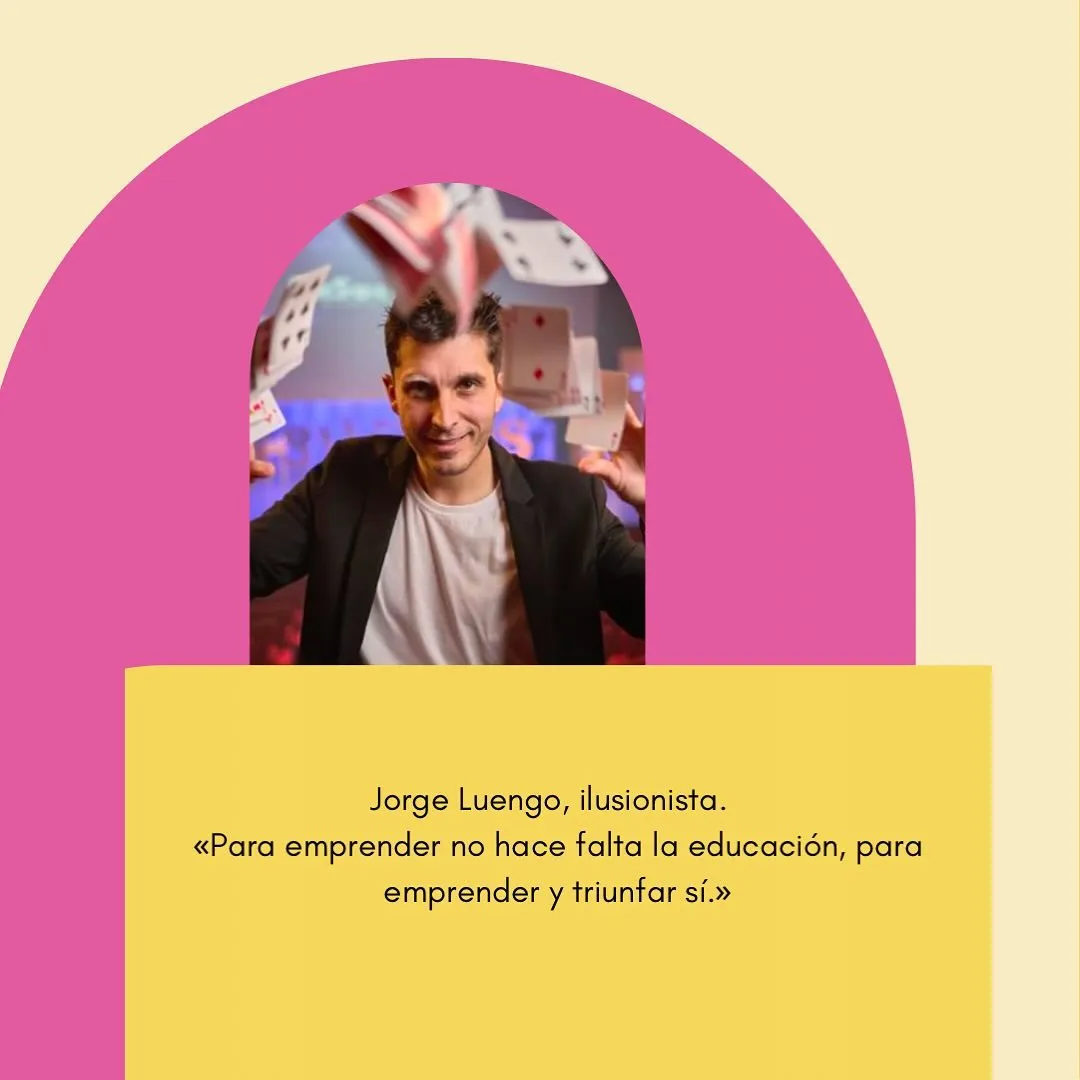 Jorge Luengo, ilusionista.
«Para emprender no hace falta la educación, para
emprender y triunfar sí.»